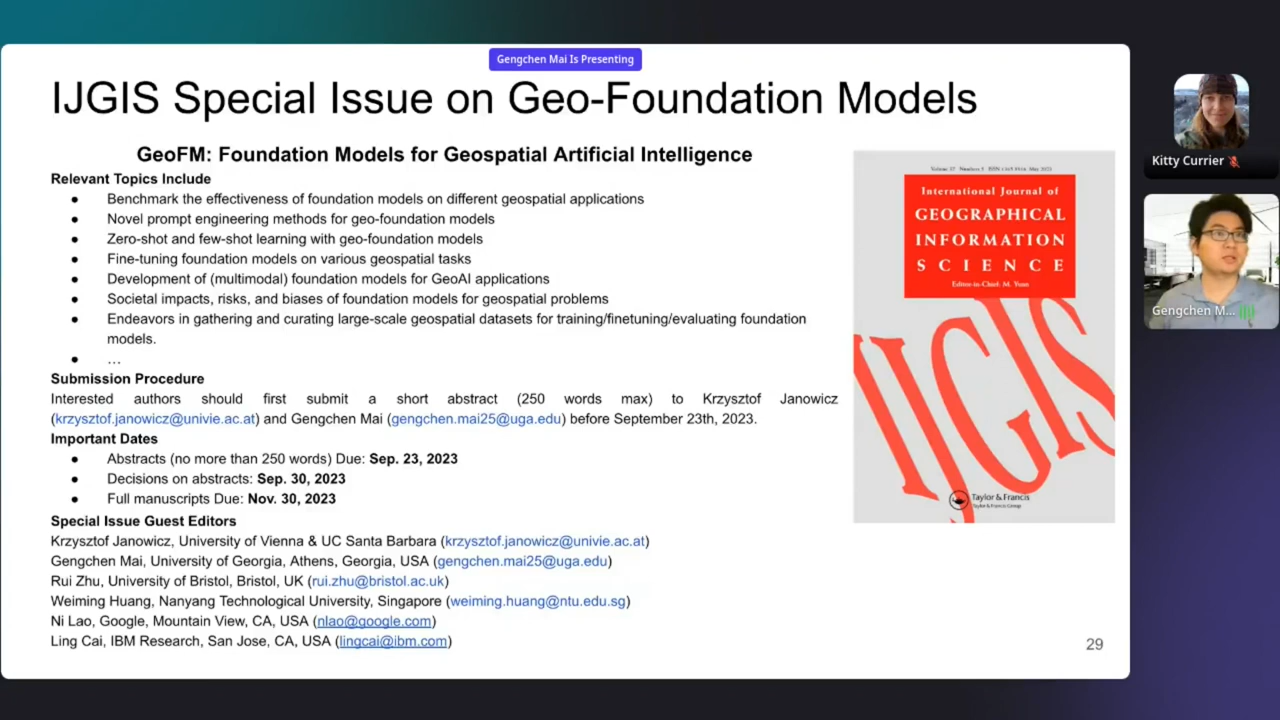 Gengchen Mai Is Presenting
IJGIS Special Issue on Geo-Foundation Models
GeoFM: Foundation Models for Geospatial Artificial Intelligence
Relevant Topics Include
● Benchmark the effectiveness of foundation models on different geospatial applications
● Novel prompt engineering methods for geo-foundation models
● Zero-shot and few-shot learning with geo-foundation models
● Fine-tuning foundation models on various geospatial tasks
● Development of (multimodal) foundation models for GeoAI applications
● Societal impacts, risks, and biases of foundation models for geospatial problems
● Endeavors in gathering and curating large-scale geospatial datasets for training/finetuning/evaluating foundation
models.
● …
Submission Procedure
Interested authors should first submit a short abstract (250 words max) to Krzysztof Janowicz
(krzysztof.janowicz@univie.ac.at) and Gengchen Mai (gengchen.mai25@uga.edu) before September 23th, 2023.
Important Dates
● Abstracts (no more than 250 words) Due: Sep. 23, 2023
● Decisions on abstracts: Sep. 30, 2023
● Full manuscripts Due: Nov. 30, 2023
Special Issue Guest Editors
Krzysztof Janowicz, University of Vienna & UC Santa Barbara (krzysztof.janowicz@univie.ac.at)
Gengchen Mai, University of Georgia, Athens, Georgia, USA (gengchen.mai25@uga.edu)
Rui Zhu, University of Bristol, Bristol, UK (rui.zhu@bristol.ac.uk)
Weiming Huang, Nanyang Technological University, Singapore (weiming.huang@ntu.edu.sg)
Ni Lao, Google, Mountain View, CA, USA (nlao@google.com)
Ling Cai, IBM Research, San Jose, CA, USA (lingcai@ibm.com)
International Journal of
GEOGRAPHICAL
INFORMATION
SCIENCE
Editor-in-Chief: M. Yuan
IJGIS
Taylor & Francis
Taylor & Francis Group
29
Kitty Currier
Gengchen M...